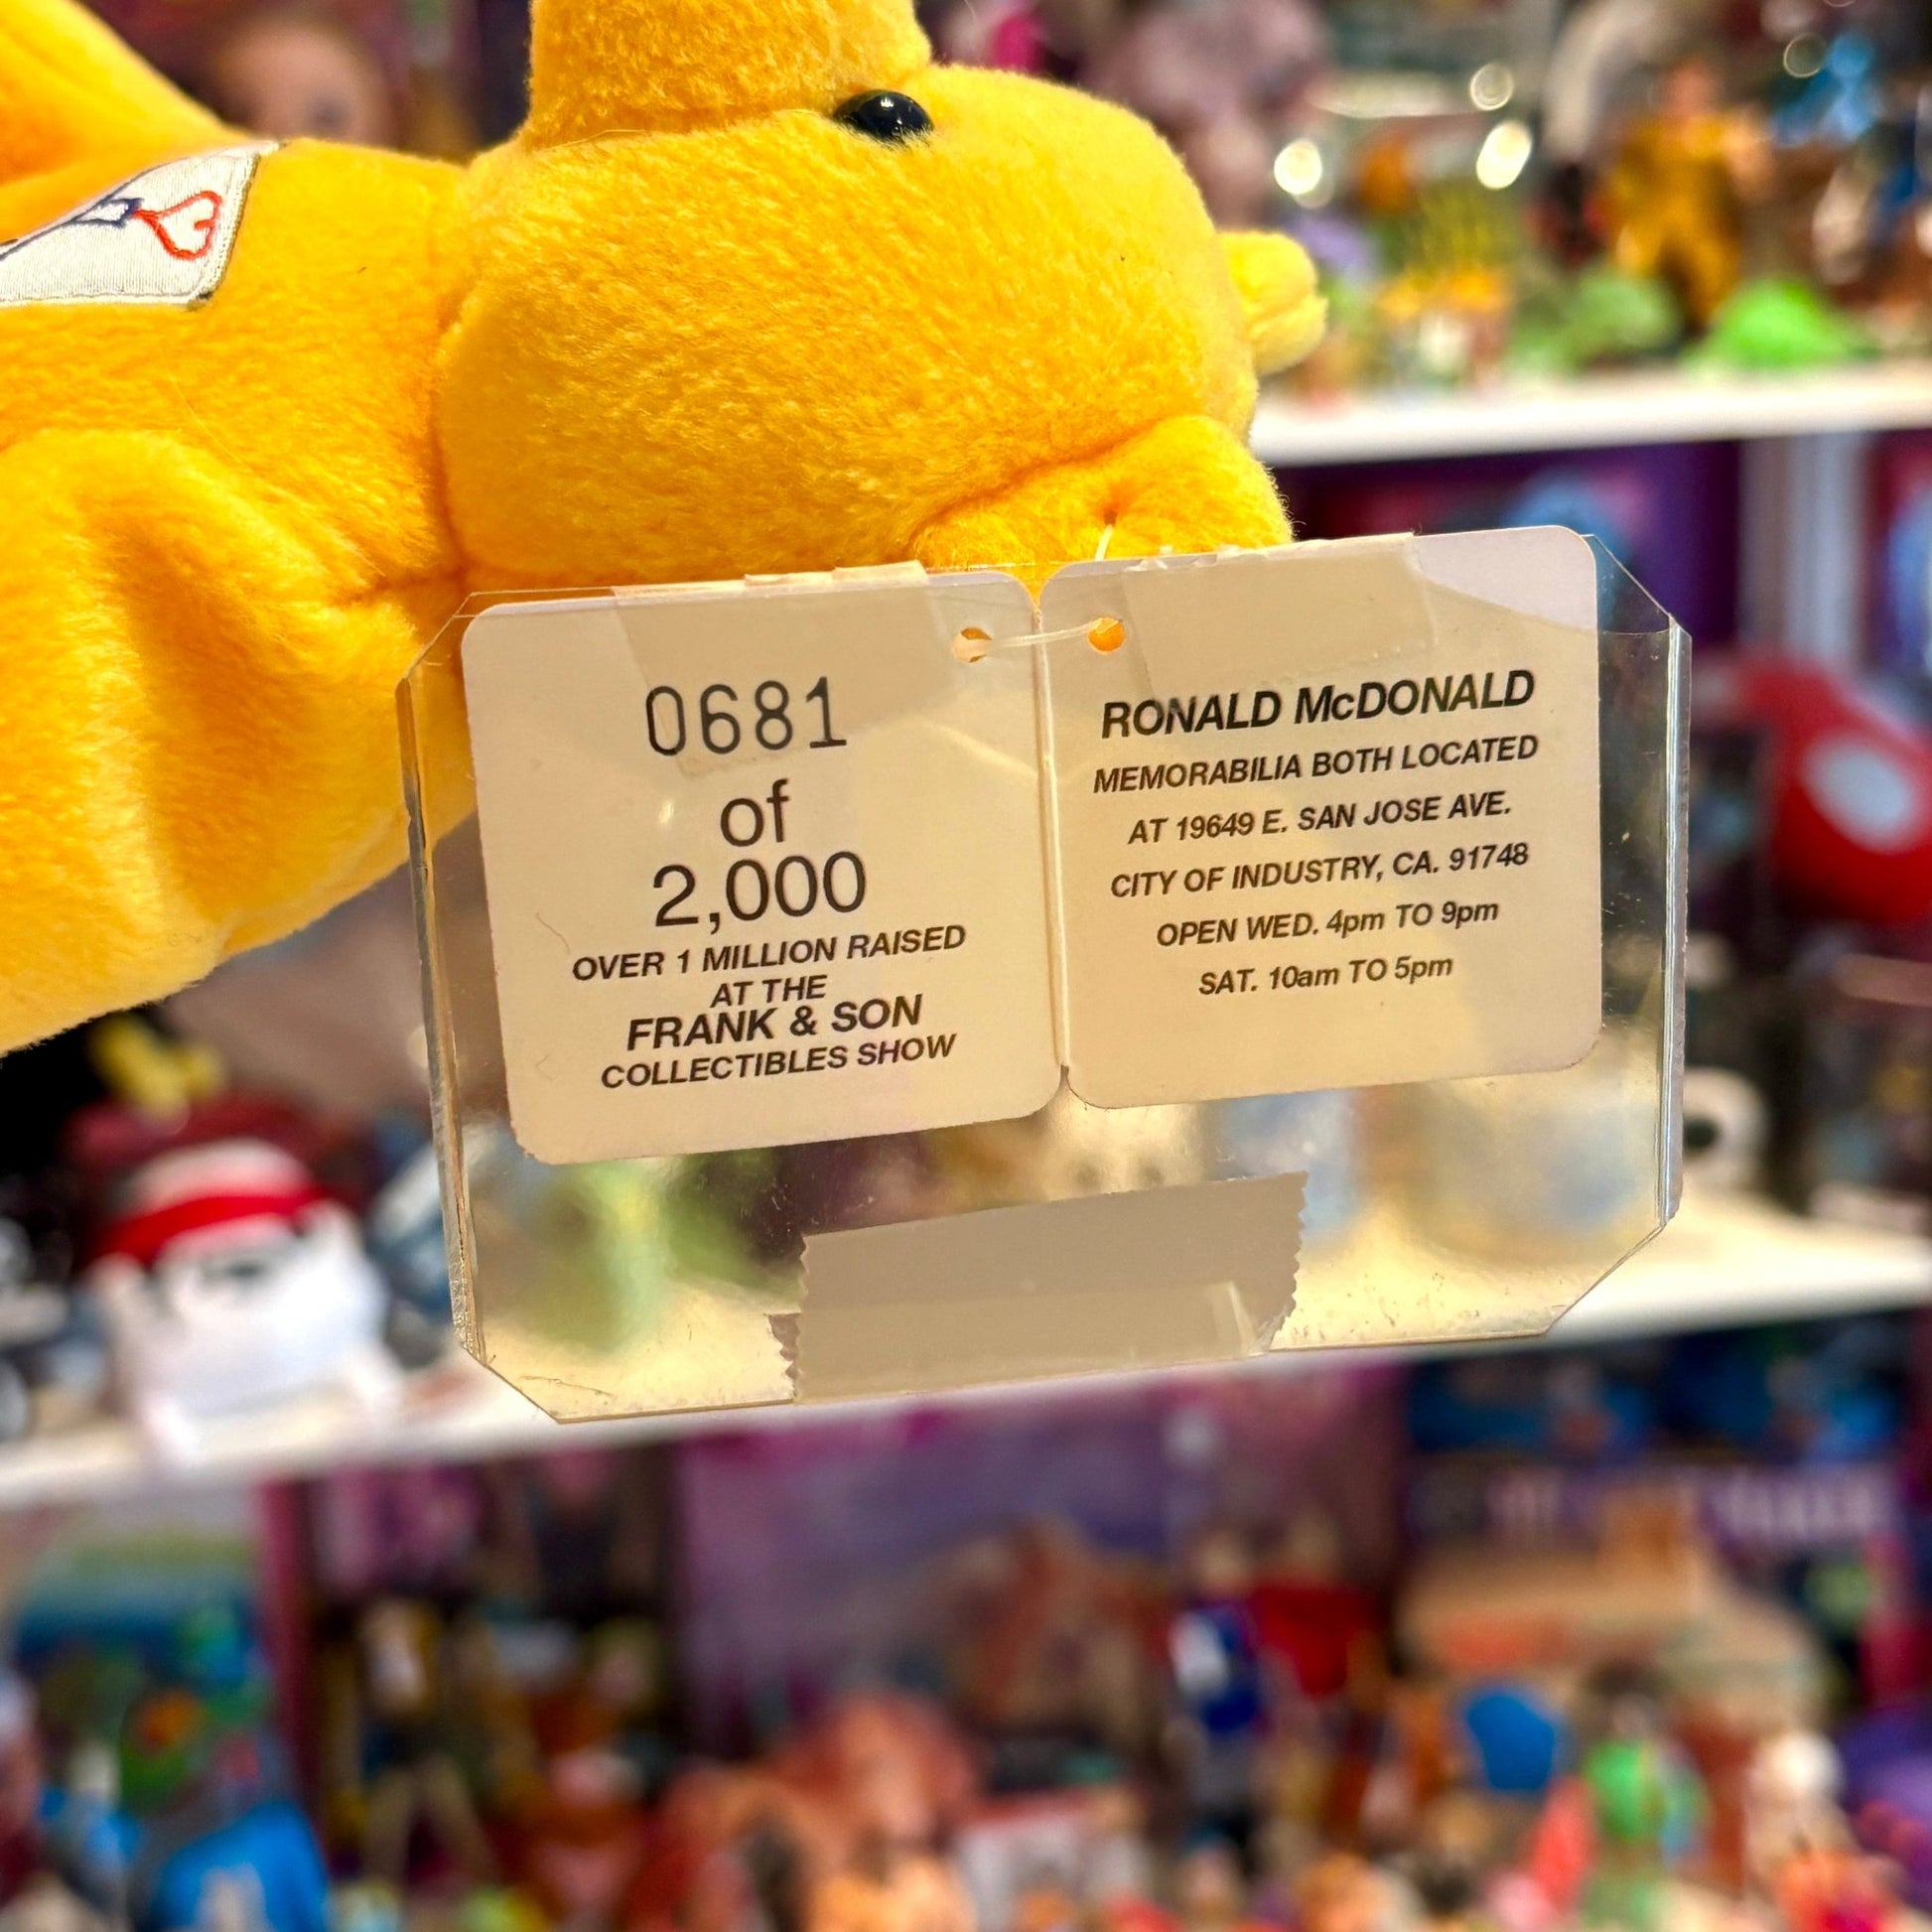 0681
of
2,000
OVER 1 MILLION RAISED
AT THE
FRANK & SON
COLLECTIBLES SHOW
RONALD McDONALD
MEMORABILIA BOTH LOCATED
AT 19649 E. SAN JOSE AVE.
CITY OF INDUSTRY, CA. 91748
OPEN WED. 4pm TO 9pm
SAT. 10am TO 5pm